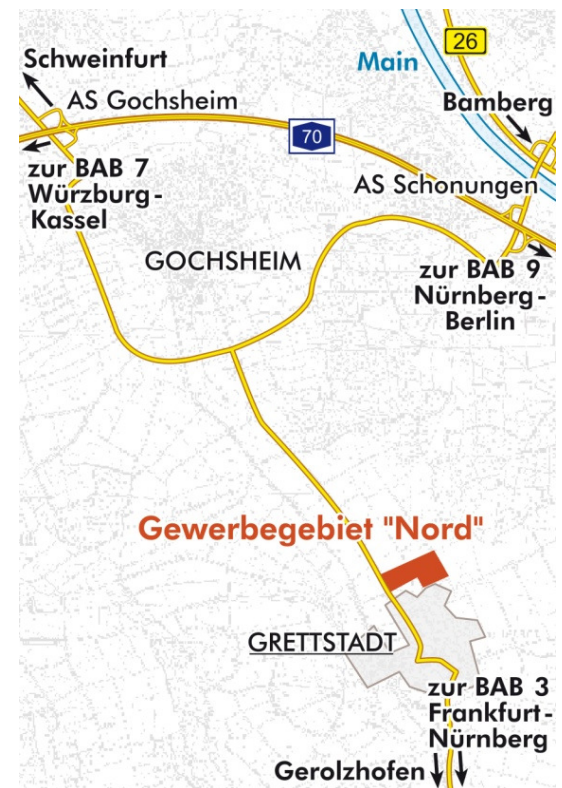 26
Main
Schweinfurt
AS Gochsheim
Bamberg
70
zur BAB 7
Würzburg-
Kassel
AS Schonungen
GOCHSHEIM
zur BAB 9
Nürnberg-
Berlin
Gewerbegebiet "Nord"
GRETTSTADT
zur BAB 3
Frankfurt-
Nürnberg
Gerolzhofen